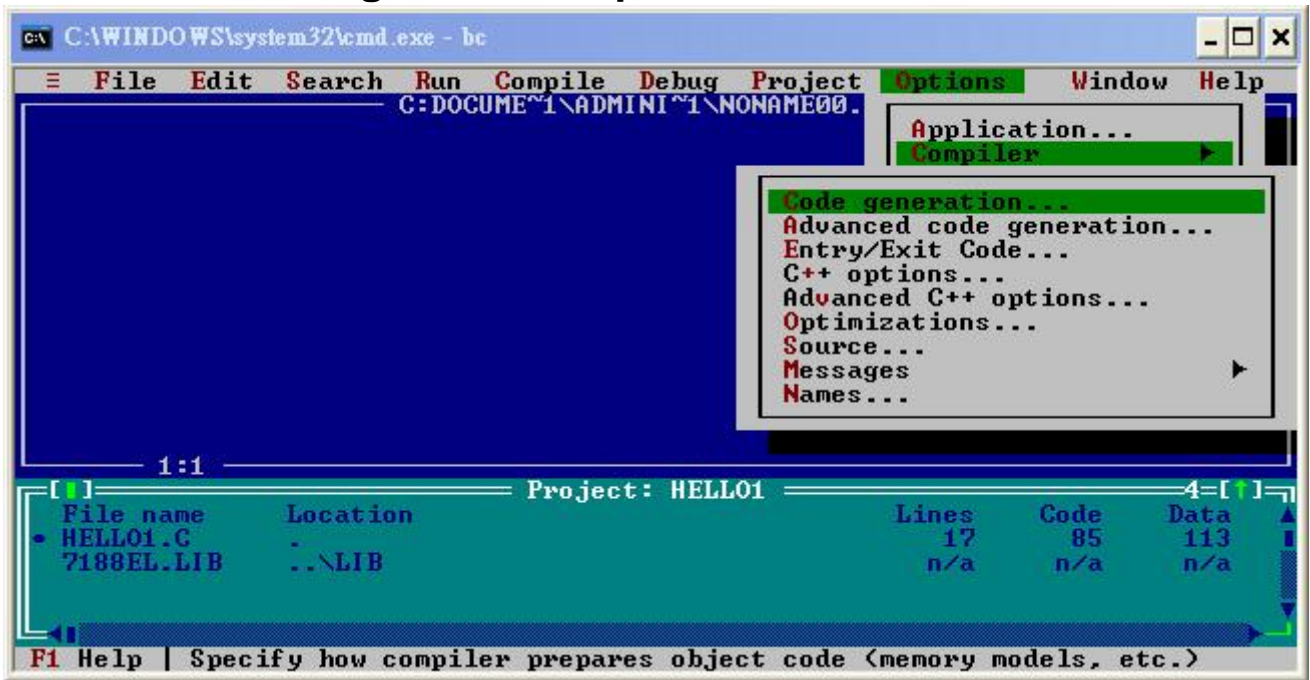 C:\WINDOWS\system32\cmd.exe - bc
≡ File Edit Search Run Compile Debug Project Options Window Help
C:DOCUME~1\ADMINI~1\NONAME00.
Application...
Compiler
Code generation...
Advanced code generation...
Entry/Exit Code...
C++ options...
Advanced C++ options...
Optimizations...
Source...
Messages
Names...
1:1
Project: HELLO1 4=[↑]
File name Location Lines Code Data
• HELLO1.C . 17 85 113
7188EL.LIB ..\LIB n/a n/a n/a
F1 Help | Specify how compiler prepares object code (memory models, etc.)